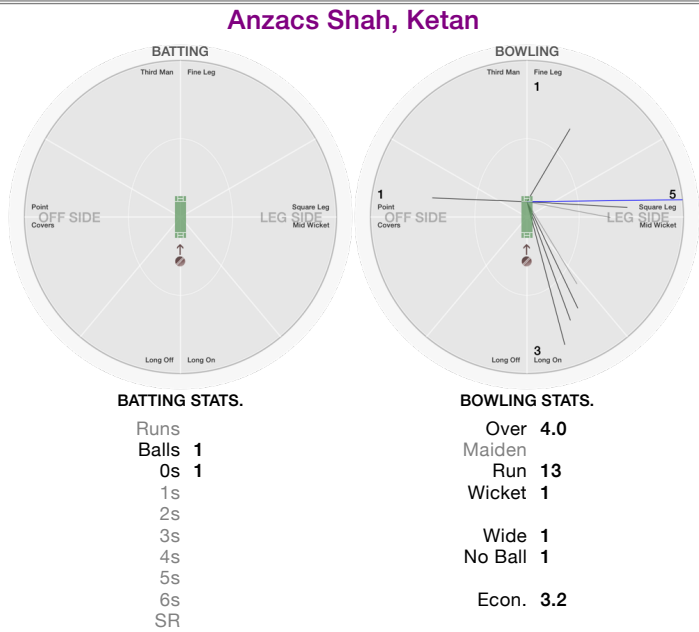 Anzacs Shah, Ketan
BATTING
Third Man Fine Leg
Point
OFF SIDE
Covers
Square Leg
LEG SIDE
Mid Wicket
Long Off Long On
BATTING STATS.
Runs
Balls 1
0s 1
1s
2s
3s
4s
5s
6s
SR
BOWLING
Third Man Fine Leg
1
1
Point
OFF SIDE
Covers
5
Square Leg
LEG SIDE
Mid Wicket
3
Long Off Long On
BOWLING STATS.
Over 4.0
Maiden
Run 13
Wicket 1
Wide 1
No Ball 1
Econ. 3.2